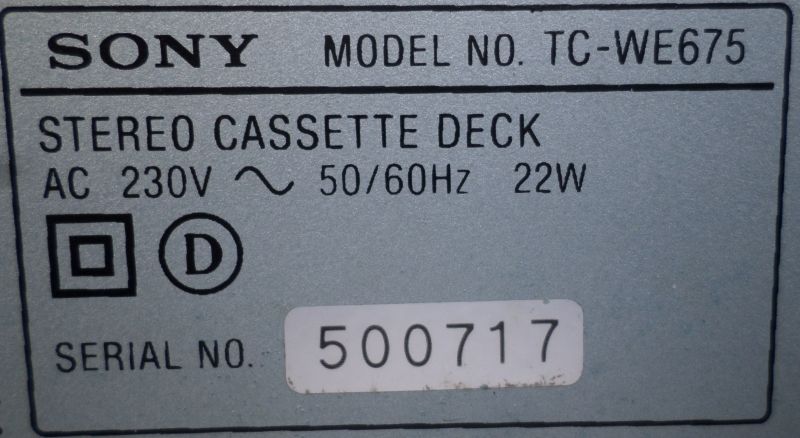 SONY MODEL NO. TC-WE675
STEREO CASSETTE DECK
AC 230V ~ 50/60Hz 22W
D
SERIAL NO. 500717